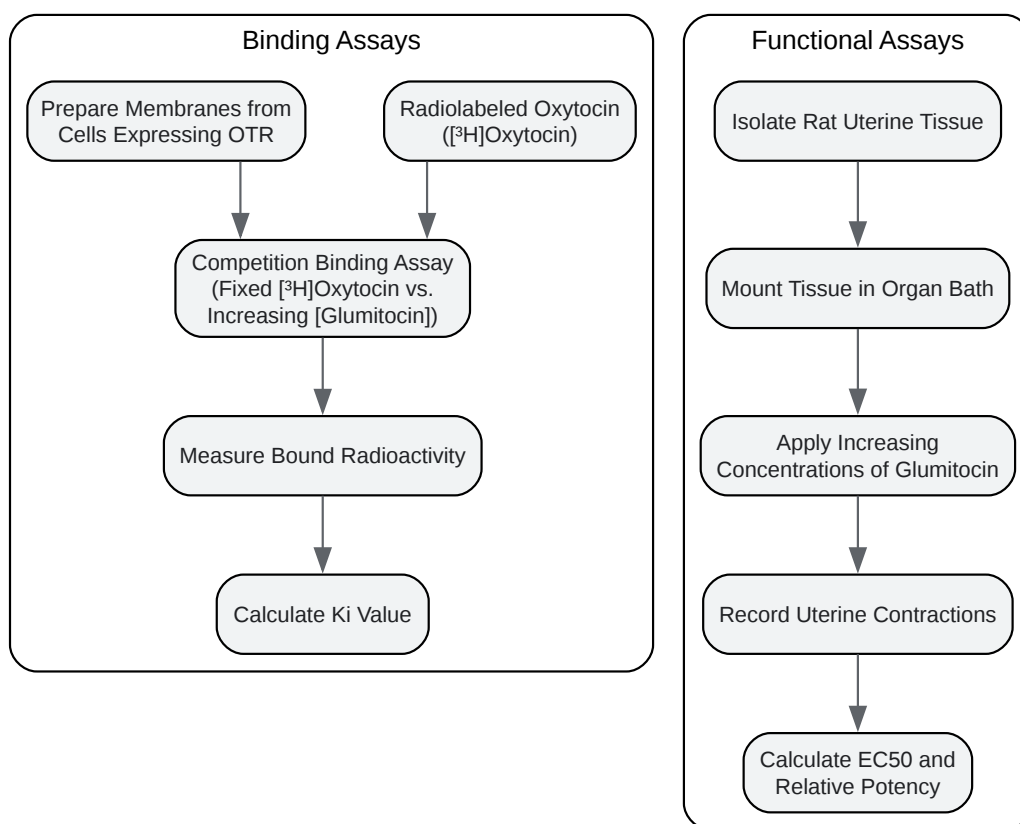 Binding Assays
Prepare Membranes from
Cells Expressing OTR
Radiolabeled Oxytocin
([³H]Oxytocin)
Competition Binding Assay
(Fixed [³H]Oxytocin vs.
Increasing [Glumitocin])
Measure Bound Radioactivity
Calculate Ki Value
Functional Assays
Isolate Rat Uterine Tissue
Mount Tissue in Organ Bath
Apply Increasing
Concentrations of Glumitocin
Record Uterine Contractions
Calculate EC50 and
Relative Potency